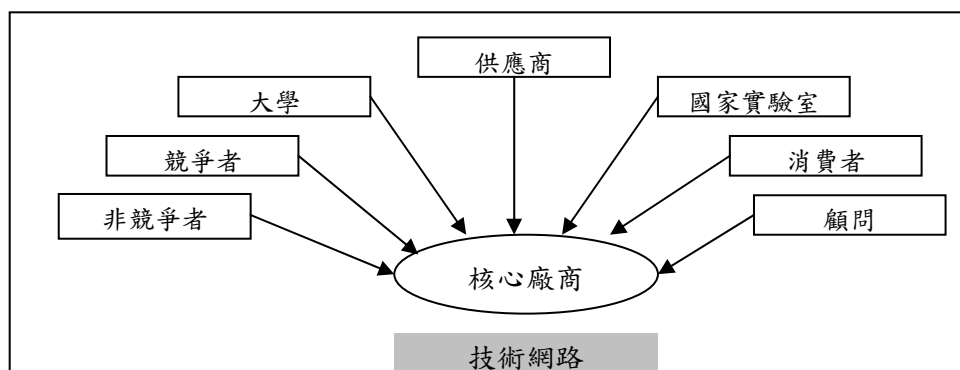 供應商
大學
國家實驗室
競爭者
消費者
非競爭者
顧問
核心廠商
技術網路